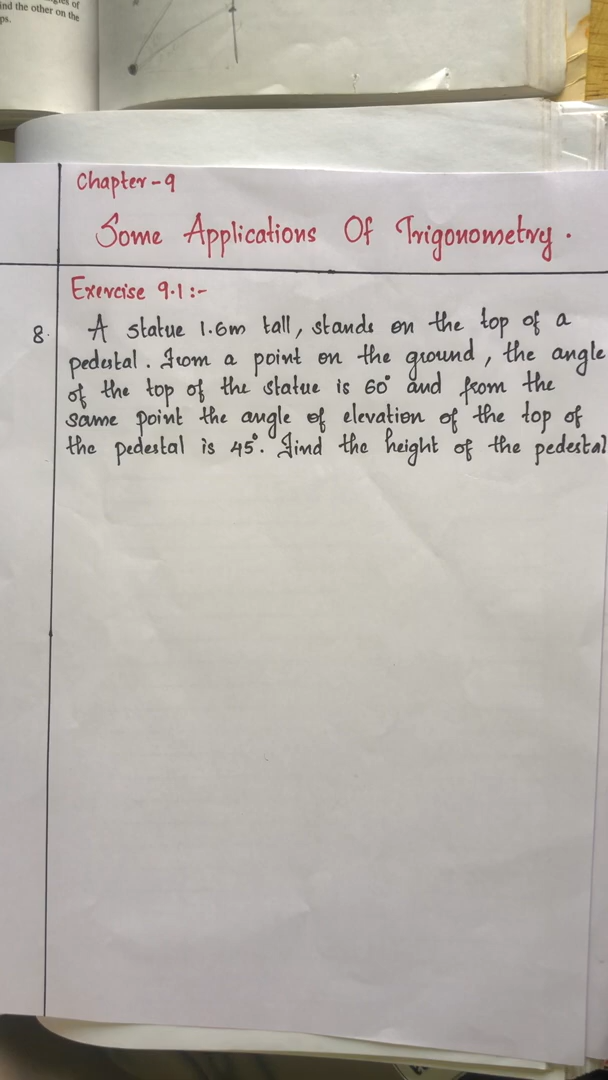 ind the other on the
ps.
Chapter-9
Some Applications Of Trigonometry.
Exercise 9.1:-
8. A statue 1.6m tall, stands on the top of a
pedestal. From a point on the ground, the angle
of the top of the statue is 60° and from the
same point the angle of elevation of the top of
the pedestal is 45°. Find the height of the pedestal